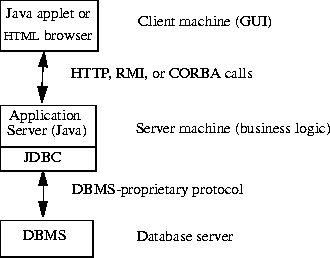 Java applet or
HTML browser
Client machine (GUI)
HTTP, RMI, or CORBA calls
Application
Server (Java)
Server machine (business logic)
JDBC
DBMS-proprietary protocol
DBMS
Database server